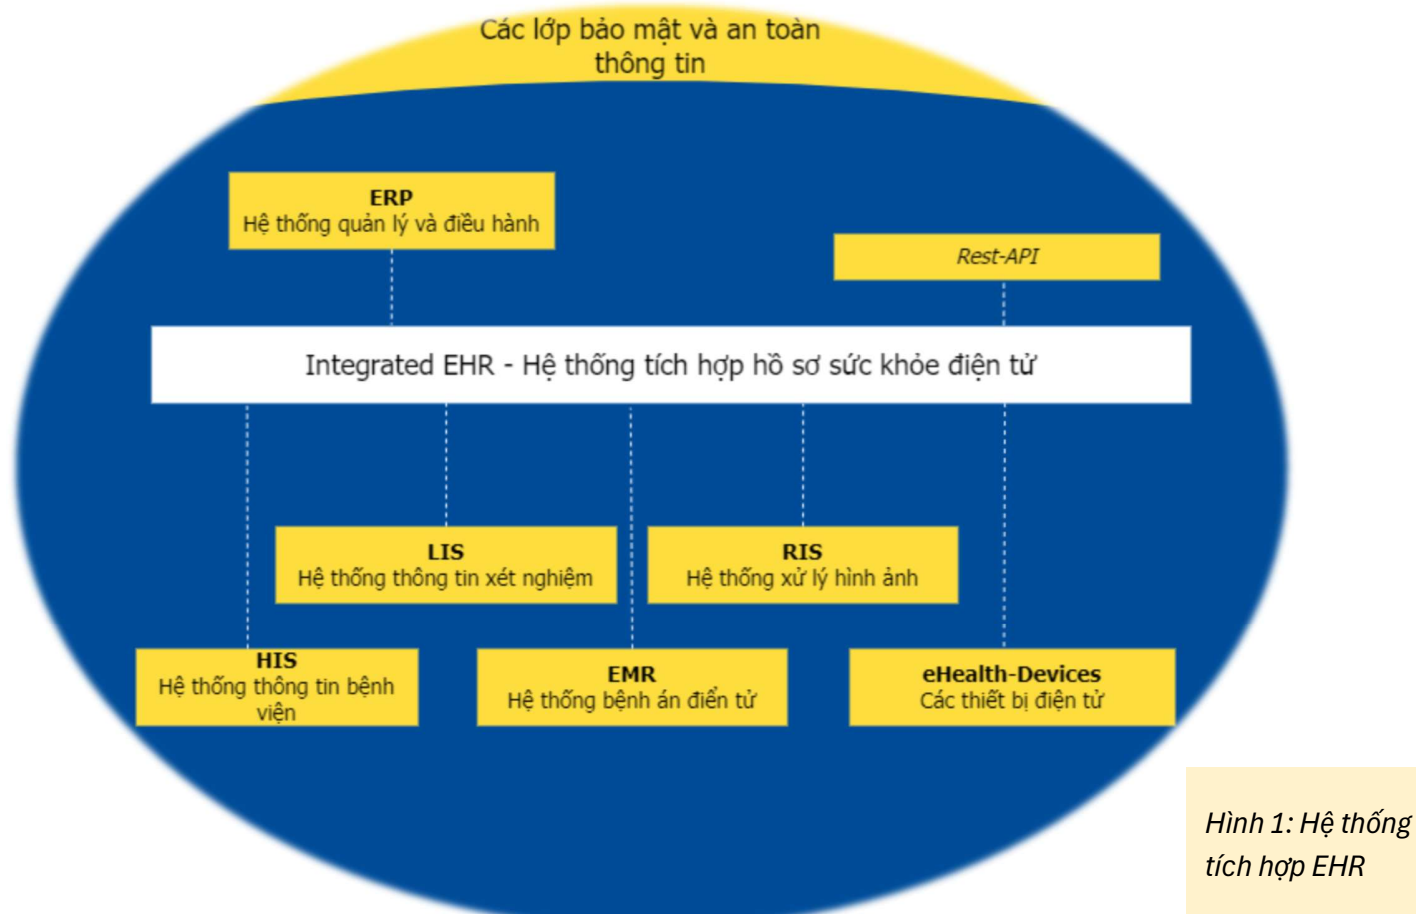 Các lớp bảo mật và an toàn
thông tin
ERP
Hệ thống quản lý và điều hành
Rest-API
Integrated EHR - Hệ thống tích hợp hồ sơ sức khỏe điện tử
LIS
Hệ thống thông tin xét nghiệm
RIS
Hệ thống xử lý hình ảnh
HIS
Hệ thống thông tin bệnh
viện
EMR
Hệ thống bệnh án điển tử
eHealth-Devices
Các thiết bị điện tử
Hình 1: Hệ thống
tích hợp EHR